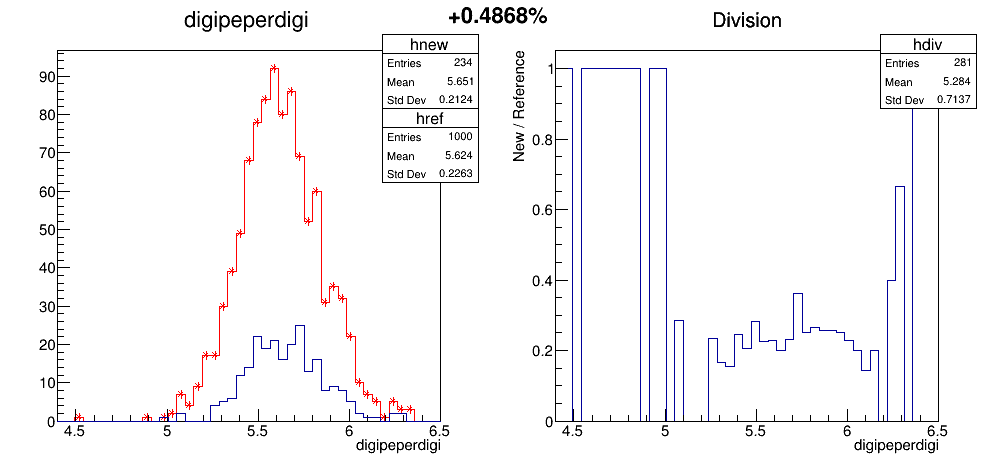 +0.4868%
digipeperdigi
hnew
Entries 234
Mean 5.651
Std Dev 0.2124
href
Entries 1000
Mean 5.624
Std Dev 0.2263
90
80
70
60
50
40
30
20
10
0
4.5 5 5.5 6 6.5
digipeperdigi
Division
hdiv
Entries 281
Mean 5.284
Std Dev 0.7137
New / Reference
1
0.8
0.6
0.4
0.2
0
4.5 5 5.5 6 6.5
digipeperdigi